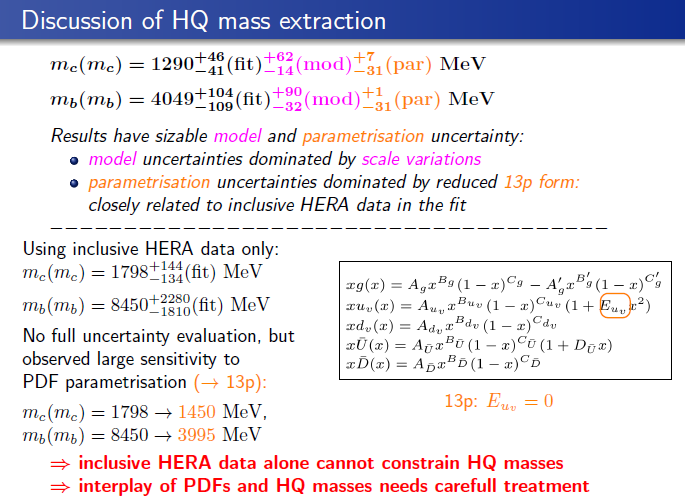 Discussion of HQ mass extraction
m_c(m_c) = 1290^{+46}_{−41}(fit)^{+62}_{−14}(mod)^{+7}_{−31}(par) MeV
m_b(m_b) = 4049^{+104}_{−109}(fit)^{+90}_{−32}(mod)^{+1}_{−31}(par) MeV
Results have sizable model and parametrisation uncertainty:
model uncertainties dominated by scale variations
parametrisation uncertainties dominated by reduced 13p form:
closely related to inclusive HERA data in the fit
Using inclusive HERA data only:
m_c(m_c) = 1798^{+144}_{−134}(fit) MeV
m_b(m_b) = 8450^{+2280}_{−1810}(fit) MeV
No full uncertainty evaluation, but
observed large sensitivity to
PDF parametrisation (→ 13p):
m_c(m_c) = 1798 → 1450 MeV,
m_b(m_b) = 8450 → 3995 MeV
xg(x) = A_g x^{B_g}(1 − x)^{C_g} − A'_g x^{B'_g}(1 − x)^{C'_g}
xu_v(x) = A_{u_v} x^{B_{u_v}}(1 − x)^{C_{u_v}}(1 + E_{u_v} x^2)
xd_v(x) = A_{d_v} x^{B_{d_v}}(1 − x)^{C_{d_v}}
xŪ(x) = A_Ū x^{B_Ū}(1 − x)^{C_Ū}(1 + D_Ū x)
xD̄(x) = A_D̄ x^{B_D̄}(1 − x)^{C_D̄}
13p: E_{u_v} = 0
⇒ inclusive HERA data alone cannot constrain HQ masses
⇒ interplay of PDFs and HQ masses needs carefull treatment